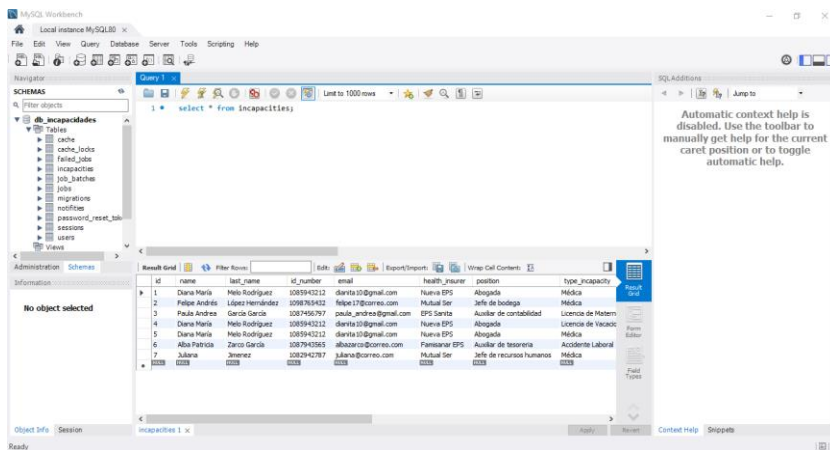 MySQL Workbench
Local instance MySQL80 ×
File Edit View Query Database Server Tools Scripting Help
Navigator
SCHEMAS
Filter objects
db_incapacidades
Tables
cache
cache_locks
failed_jobs
incapacities
job_batches
jobs
migrations
notifities
password_reset_tok
sessions
users
Views
Administration Schemas
Information
No object selected
Object Info Session
Query 1 ×
Limit to 1000 rows
1 select * from incapacities;
Result Grid Filter Rows: Edit: Export/Import: Wrap Cell Content:
id name last_name id_number email health_insurer position type_incapacity
1 Diana María Melo Rodríguez 1085943212 dianita10@gmail.com Nueva EPS Abogada Médica
2 Felipe Andrés López Hernández 1098765432 felipe17@correo.com Mutual Ser Jefe de bodega Médica
3 Paula Andrea García García 1087456797 paula_andrea@gmail.com EPS Sanita Auxiliar de contabilidad Licencia de Matern
4 Diana María Melo Rodríguez 1085943212 dianita10@gmail.com Nueva EPS Abogada Licencia de Vacacio
5 Diana María Melo Rodríguez 1085943212 dianita10@gmail.com Nueva EPS Abogada Médica
6 Alba Patricia Zarco García 1087943565 albazarco@correo.com Famisanar EPS Auxiliar de tesoreria Accidente Laboral
7 Juliana Jimenez 1082942787 juliana@correo.com Mutual Ser Jefe de recursos humanos Médica
NULL NULL NULL NULL NULL NULL NULL NULL
Result Grid
Form Editor
Field Types
incapacities 1 ×
Apply Revert
SQLAdditions
Jump to
Automatic context help is
disabled. Use the toolbar to
manually get help for the current
caret position or to toggle
automatic help.
Context Help Snippets
Ready